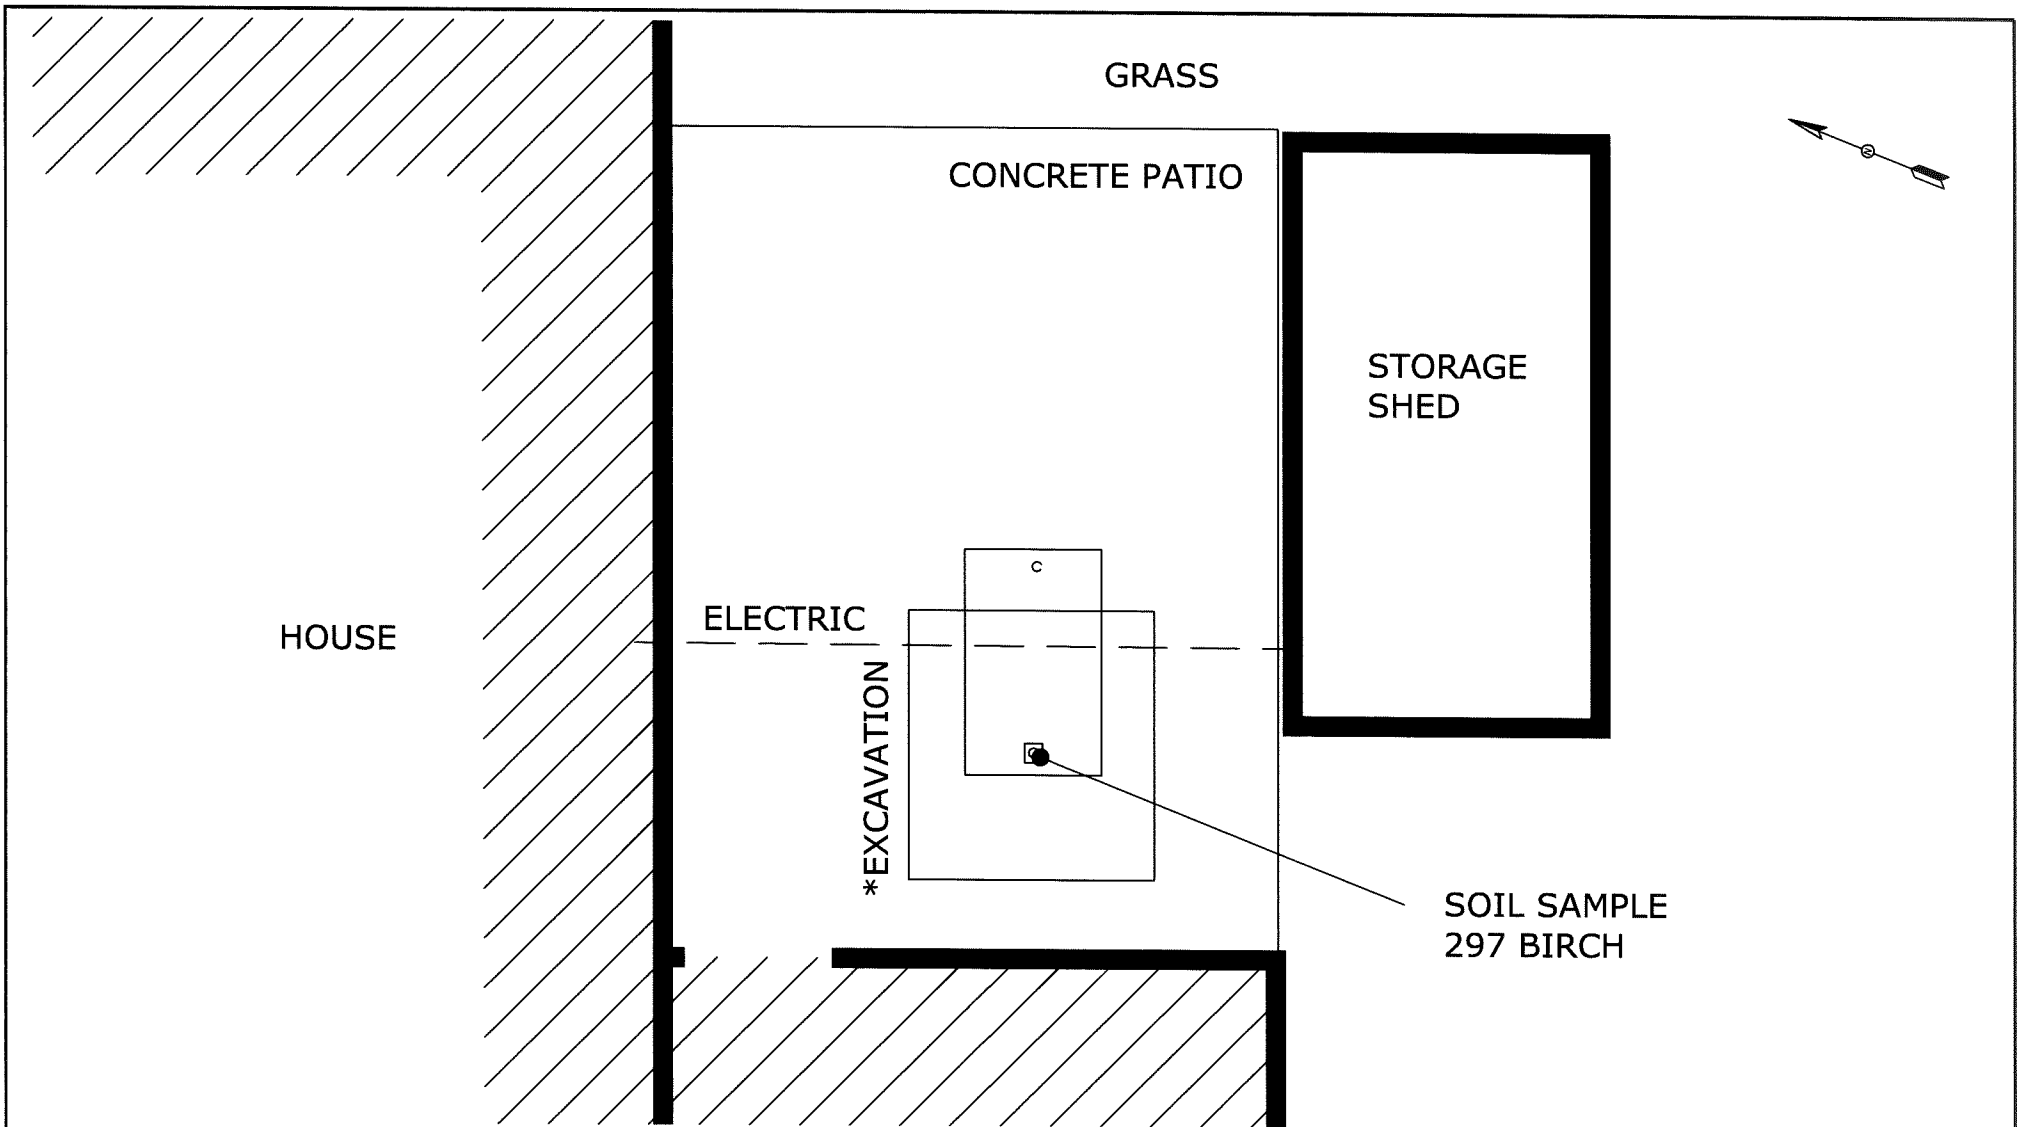 GRASS
CONCRETE PATIO
N
STORAGE
SHED
HOUSE
ELECTRIC
*EXCAVATION
SOIL SAMPLE
297 BIRCH